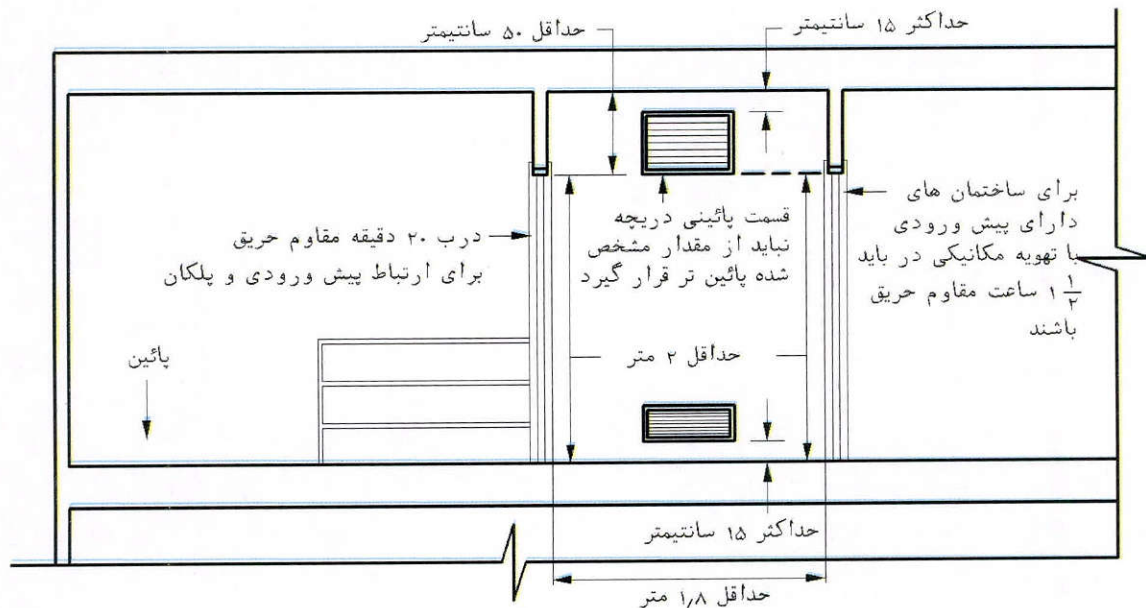 حداکثر ۱۵ سانتیمتر
حداقل ۵۰ سانتیمتر
برای ساختمان های
دارای پیش ورودی
با تهویه مکانیکی در باید
۱ ۱/۲ ساعت مقاوم حریق
باشند
قسمت پائینی دریچه
نباید از مقدار مشخص
شده پائین تر قرار گیرد
درب ۲۰ دقیقه مقاوم حریق
برای ارتباط پیش ورودی و پلکان
حداقل ۲ متر
پائین
حداکثر ۱۵ سانتیمتر
حداقل ۱٫۸ متر